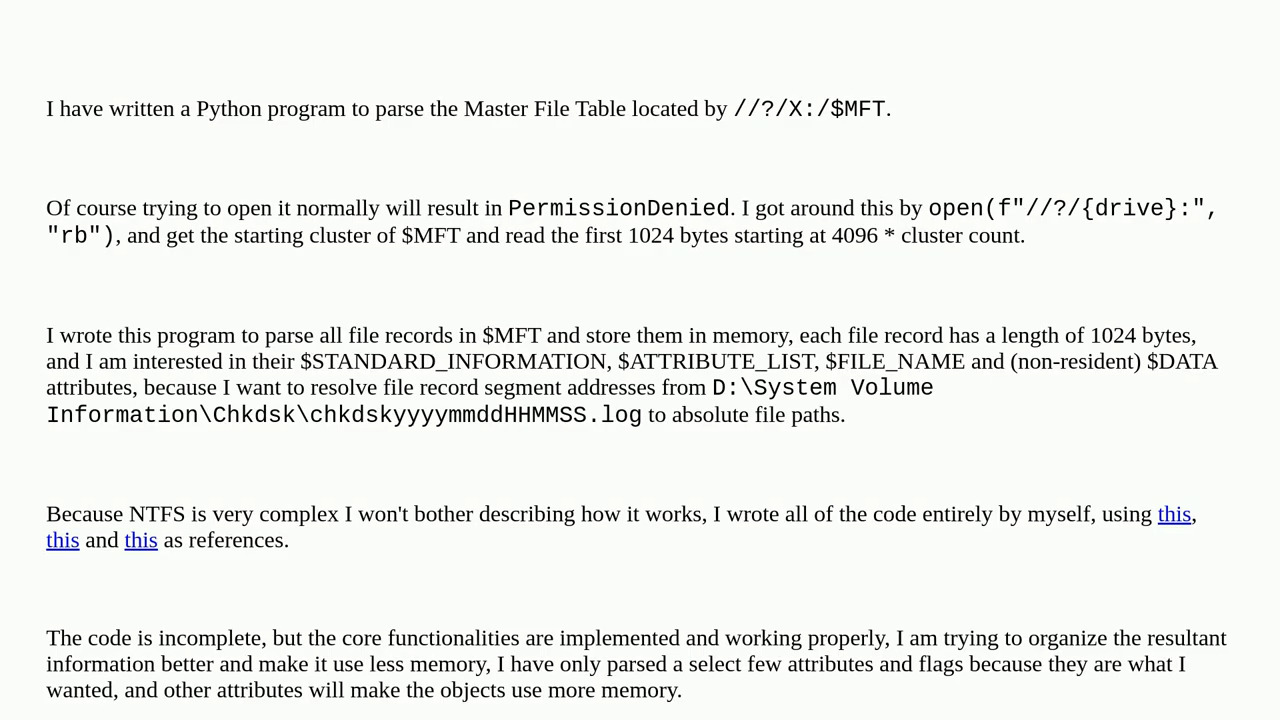 I have written a Python program to parse the Master File Table located by //?/X:/$MFT.
Of course trying to open it normally will result in PermissionDenied. I got around this by open(f"//?/{drive}:",
"rb"), and get the starting cluster of $MFT and read the first 1024 bytes starting at 4096 * cluster count.
I wrote this program to parse all file records in $MFT and store them in memory, each file record has a length of 1024 bytes,
and I am interested in their $STANDARD_INFORMATION, $ATTRIBUTE_LIST, $FILE_NAME and (non-resident) $DATA
attributes, because I want to resolve file record segment addresses from D:\System Volume
Information\Chkdsk\chkdskyyyymmddHHMMSS.log to absolute file paths.
Because NTFS is very complex I won't bother describing how it works, I wrote all of the code entirely by myself, using this,
this and this as references.
The code is incomplete, but the core functionalities are implemented and working properly, I am trying to organize the resultant
information better and make it use less memory, I have only parsed a select few attributes and flags because they are what I
wanted, and other attributes will make the objects use more memory.